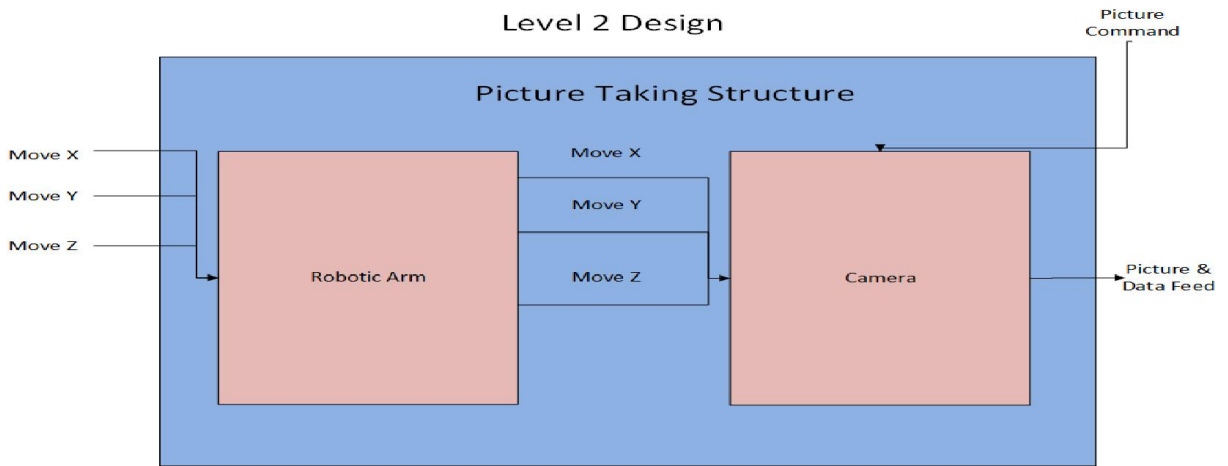 Level 2 Design
Picture
Command
Picture Taking Structure
Move X
Move Y
Move Z
Robotic Arm
Move X
Move Y
Move Z
Camera
Picture &
Data Feed